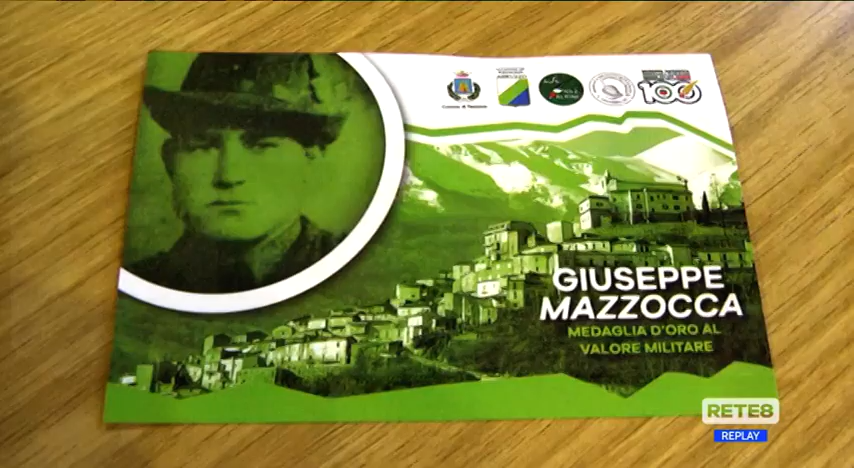 100
GIUSEPPE
MAZZOCCA
MEDAGLIA D'ORO AL
VALORE MILITARE
RETE8
REPLAY